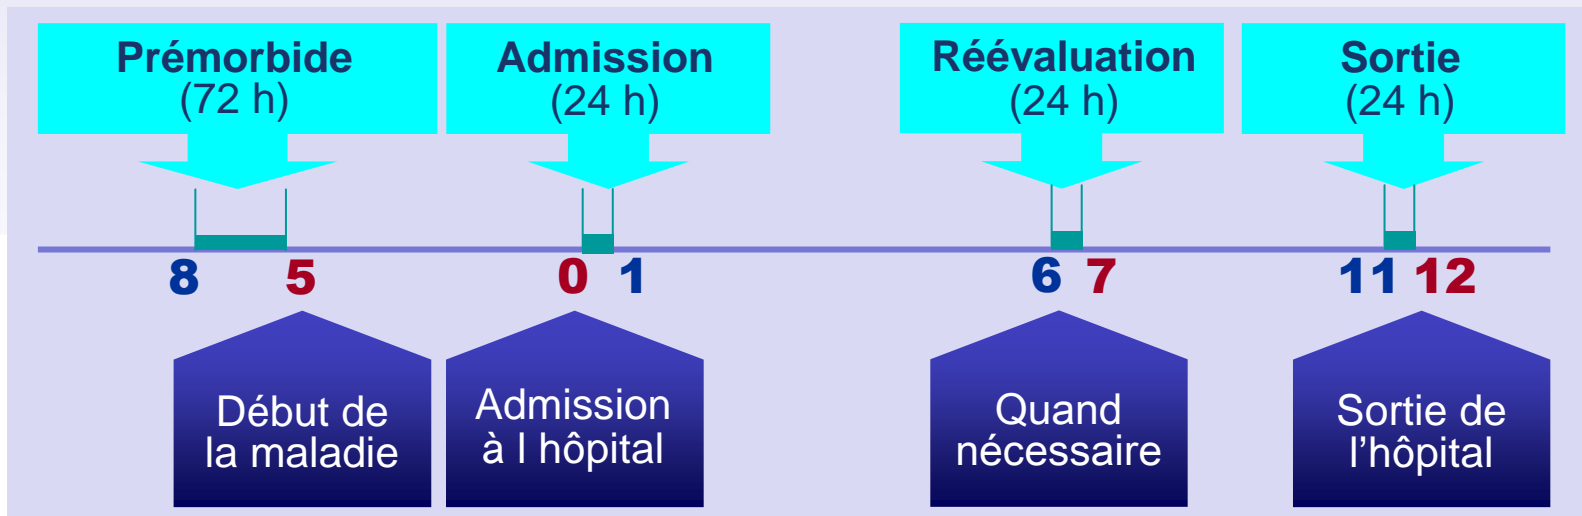 Prémorbide
(72 h)
Admission
(24 h)
Réévaluation
(24 h)
Sortie
(24 h)
8 5 0 1 6 7 11 12
Début de
la maladie
Admission
à l hôpital
Quand
nécessaire
Sortie de
l’hôpital